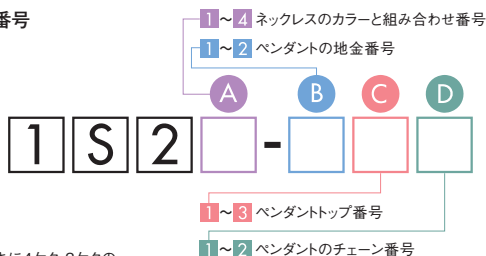 番号
1～4 ネックレスのカラーと組み合わせ番号
1～2 ペンダントの地金番号
A B C D
1 S 2 -
1～3 ペンダントトップ番号
1～2 ペンダントのチェーン番号